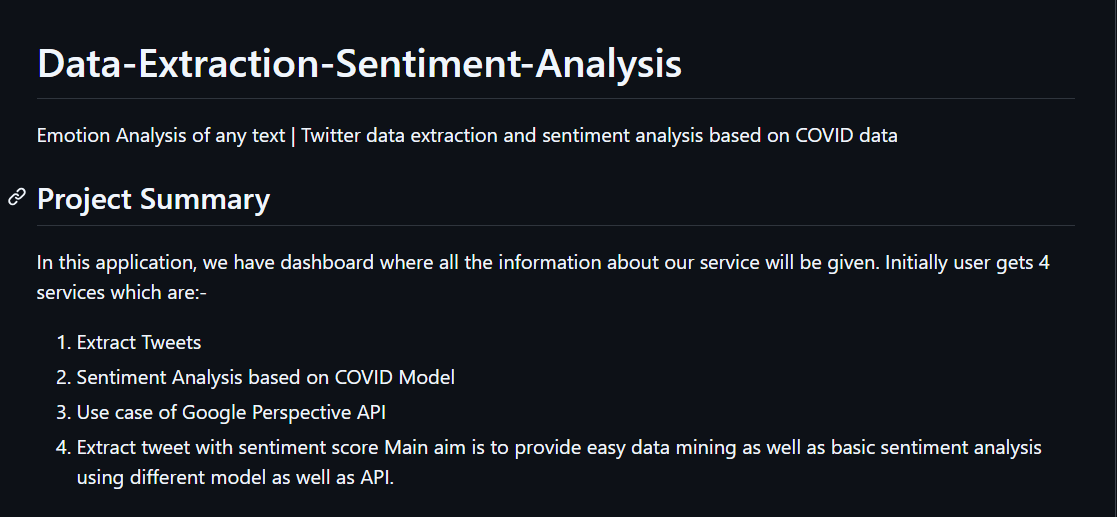 Data-Extraction-Sentiment-Analysis
Emotion Analysis of any text | Twitter data extraction and sentiment analysis based on COVID data
Project Summary
In this application, we have dashboard where all the information about our service will be given. Initially user gets 4
services which are:-
1. Extract Tweets
2. Sentiment Analysis based on COVID Model
3. Use case of Google Perspective API
4. Extract tweet with sentiment score Main aim is to provide easy data mining as well as basic sentiment analysis
using different model as well as API.